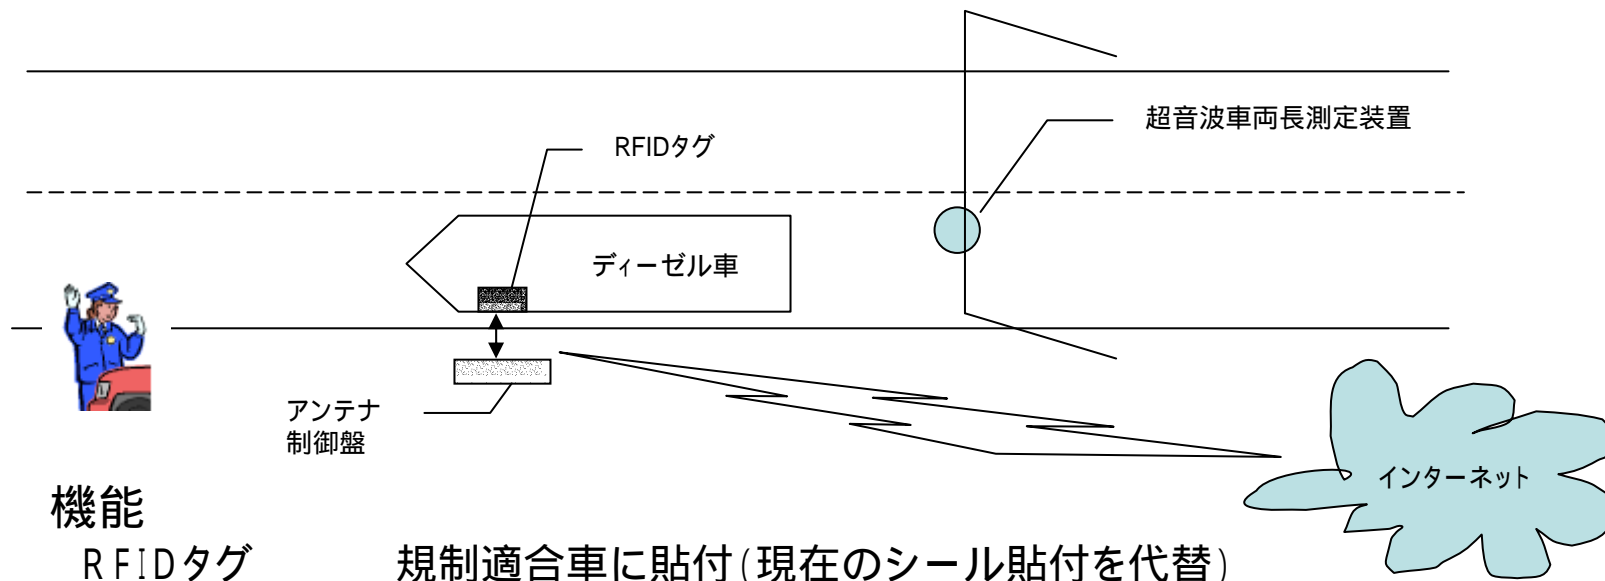 超音波車両長測定装置
RFIDタグ
ディーゼル車
アンテナ
制御盤
インターネット
機能
RFIDタグ 規制適合車に貼付(現在のシール貼付を代替)